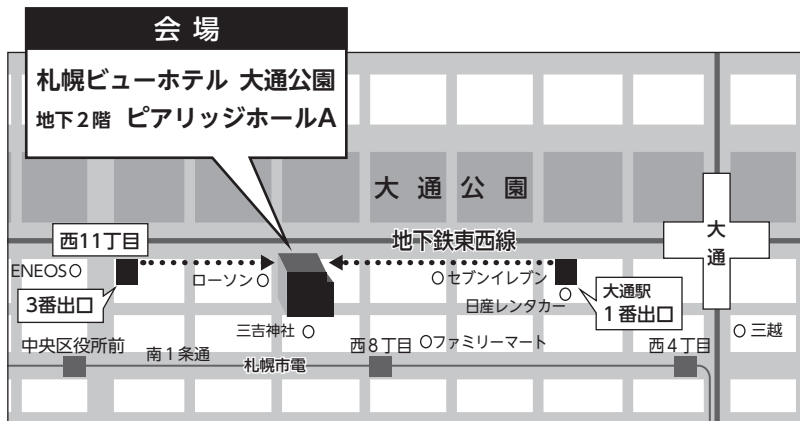 会場
札幌ビューホテル 大通公園
地下2階 ピアリッジホールA
大通公園
大通
西11丁目
地下鉄東西線
ENEOS
ローソン
セブンイレブン
日産レンタカー
大通駅
1番出口
3番出口
三吉神社
三越
中央区役所前
南1条通
札幌市電
西8丁目
ファミリーマート
西4丁目